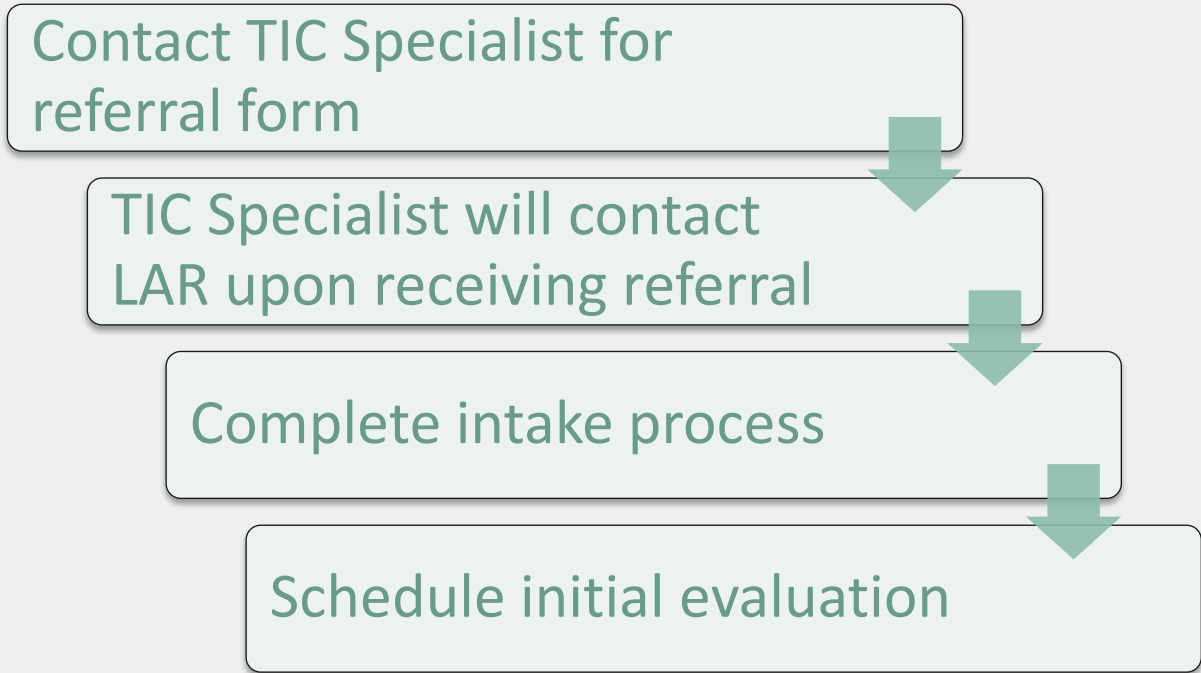 Contact TIC Specialist for
referral form
TIC Specialist will contact
LAR upon receiving referral
Complete intake process
Schedule initial evaluation